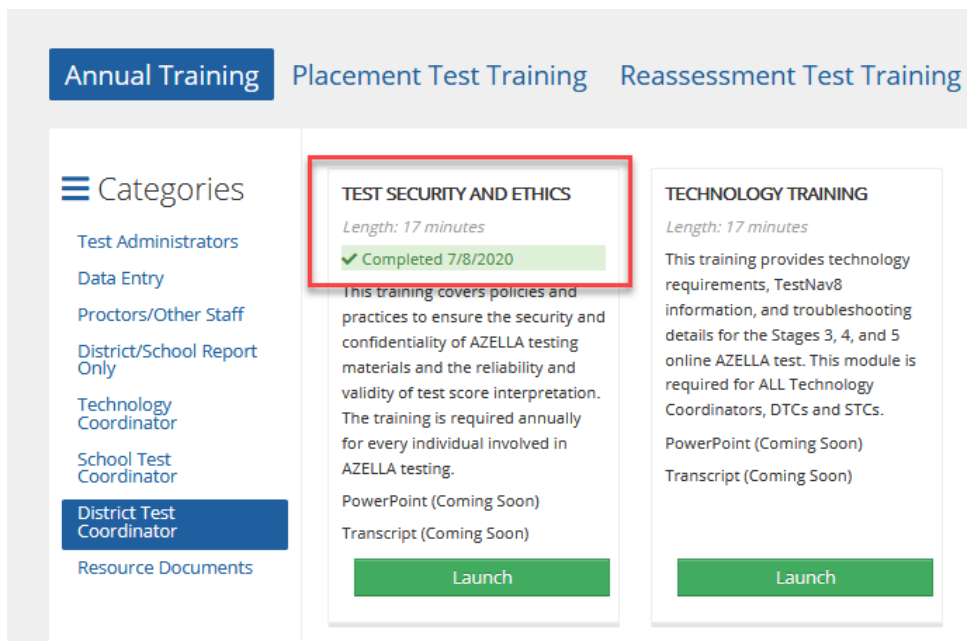 Annual Training
Placement Test Training
Reassessment Test Training
Categories
Test Administrators
Data Entry
Proctors/Other Staff
District/School Report
Only
Technology
Coordinator
School Test
Coordinator
District Test
Coordinator
Resource Documents
TEST SECURITY AND ETHICS
Length: 17 minutes
Completed 7/8/2020
This training covers policies and
practices to ensure the security and
confidentiality of AZELLA testing
materials and the reliability and
validity of test score interpretation.
The training is required annually
for every individual involved in
AZELLA testing.
PowerPoint (Coming Soon)
Transcript (Coming Soon)
Launch
TECHNOLOGY TRAINING
Length: 17 minutes
This training provides technology
requirements, TestNav8
information, and troubleshooting
details for the Stages 3, 4, and 5
online AZELLA test. This module is
required for ALL Technology
Coordinators, DTCs and STCs.
PowerPoint (Coming Soon)
Transcript (Coming Soon)
Launch